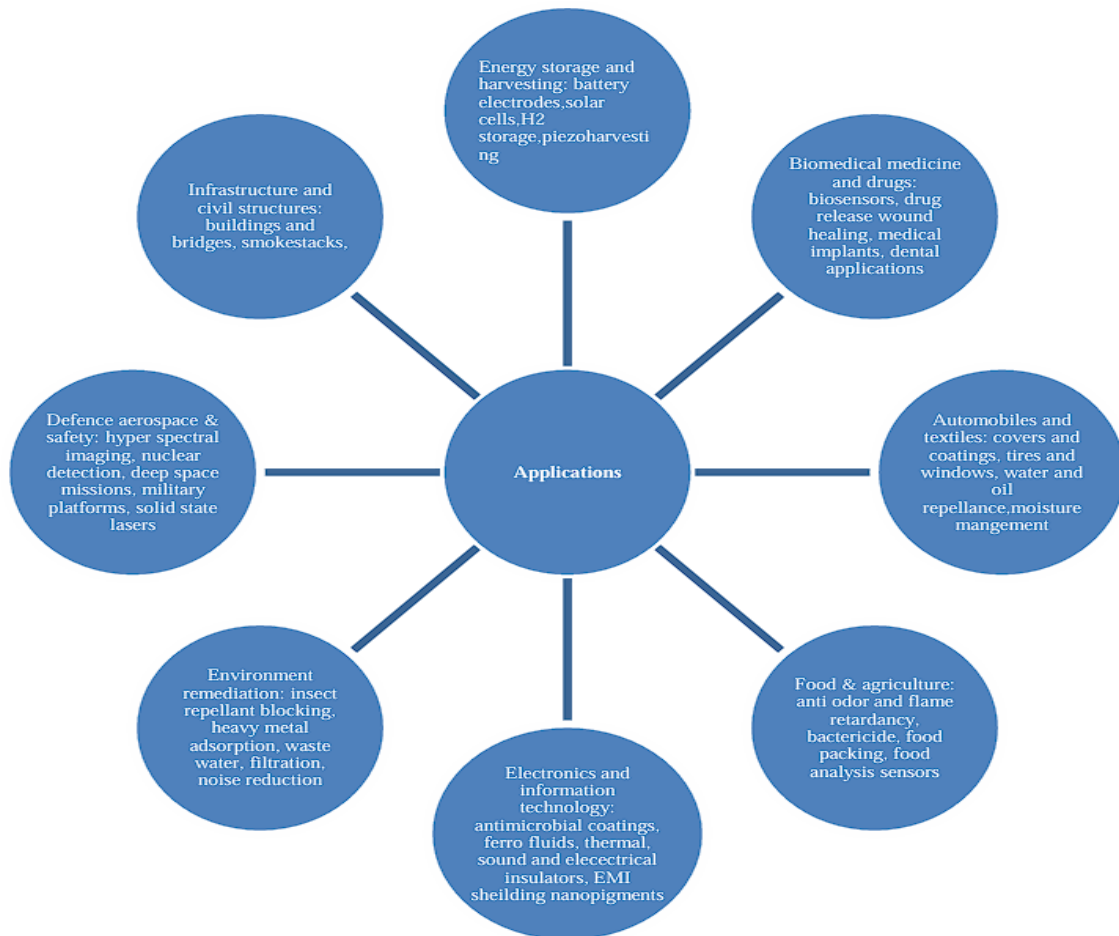 Energy storage and
harvesting: battery
electrodes,solar
cells,H2
storage,piezoharvesti
ng
Biomedical medicine
and drugs:
biosensors, drug
release wound
healing, medical
implants, dental
applications
Automobiles and
textiles: covers and
coatings, tires and
windows, water and
oil
repellance,moisture
mangement
Food & agriculture:
anti odor and flame
retardancy,
bactericide, food
packing, food
analysis sensors
Electronics and
information
technology:
antimicrobial coatings,
ferro fluids, thermal,
sound and elecectrical
insulators, EMI
sheilding nanopigments
Environment
remediation: insect
repellant blocking,
heavy metal
adsorption, waste
water, filtration,
noise reduction
Defence aerospace &
safety: hyper spectral
imaging, nuclear
detection, deep space
missions, military
platforms, solid state
lasers
Infrastructure and
civil structures:
buildings and
bridges, smokestacks,
Applications